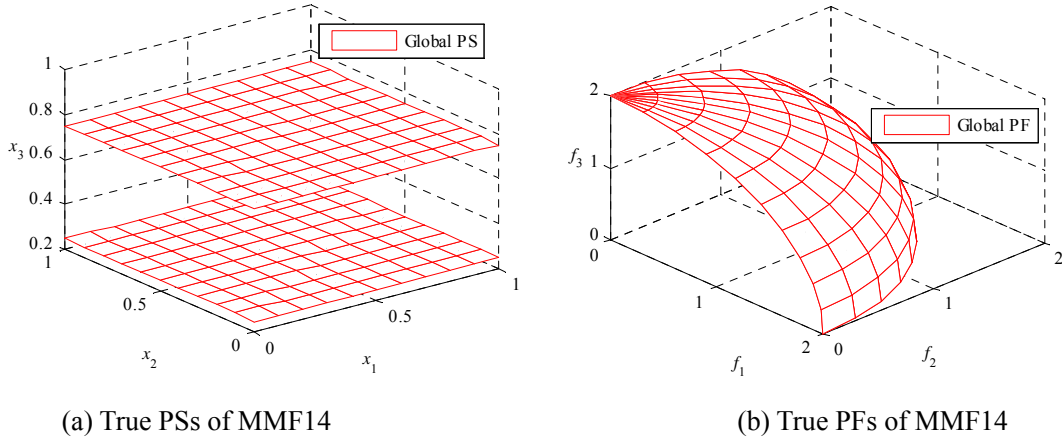 Global PS
1
0.8
x3
0.6
0.4
0.2
1
0.5
0
x2
0
0.5
1
x1
(a) True PSs of MMF14
Global PF
2
f3
1
0
0
1
2
f1
0
1
2
f2
(b) True PFs of MMF14